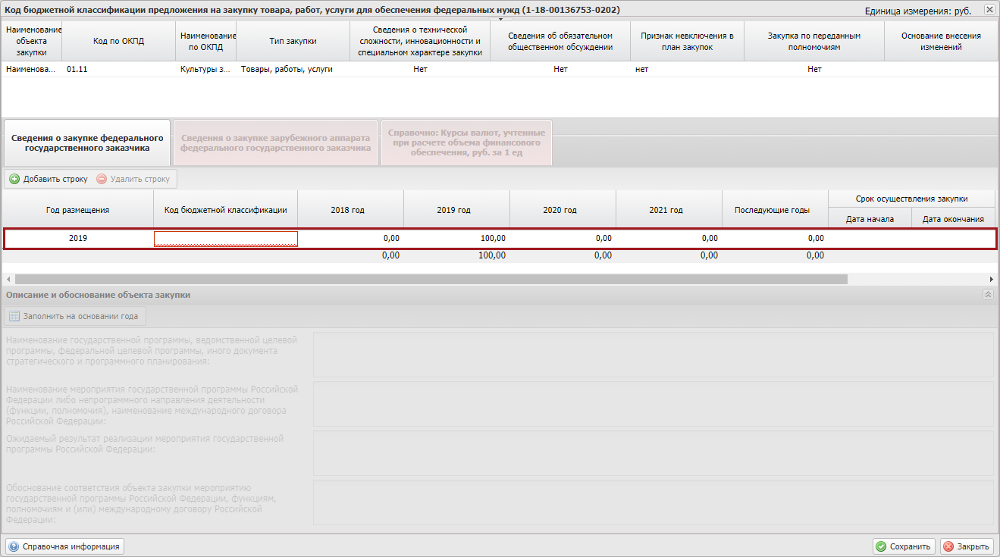 Код бюджетной классификации предложения на закупку товара, работ, услуги для обеспечения федеральных нужд (1-18-00136753-0202)
Единица измерения: руб.
Наименование объекта закупки
Код по ОКПД
Наименование по ОКПД
Тип закупки
Сведения о технической сложности, инновационности и специальном характере закупки
Сведения об обязательном общественном обсуждении
Признак невключения в план закупок
Закупка по переданным полномочиям
Основание внесения изменений
Наименова... 01.11 Культуры з... Товары, работы, услуги Нет Нет нет Нет
Сведения о закупке федерального
государственного заказчика
Сведения о закупке зарубежного аппарата
федерального государственного заказчика
Справочно: Курсы валют, учтенные
при расчете объема финансового
обеспечения, руб. за 1 ед
Добавить строку Удалить строку
Год размещения Код бюджетной классификации 2018 год 2019 год 2020 год 2021 год Последующие годы
Срок осуществления закупки
Дата начала Дата окончания
2019 0,00 100,00 0,00 0,00 0,00
0,00 100,00 0,00 0,00 0,00
Описание и обоснование объекта закупки
Заполнить на основании года
Наименование государственной программы, ведомственной целевой
программы, федеральной целевой программы, иного документа
стратегического и программного планирования:
Наименование мероприятия государственной программы Российской
Федерации либо непрограммного направления деятельности
(функции, полномочия), наименование международного договора
Российской Федерации:
Ожидаемый результат реализации мероприятия государственной
программы Российской Федерации:
Обоснование соответствия объекта закупки мероприятию
государственной программы Российской Федерации, функциям,
полномочиям и (или) международному договору Российской
Федерации:
Справочная информация
Сохранить Закрыть